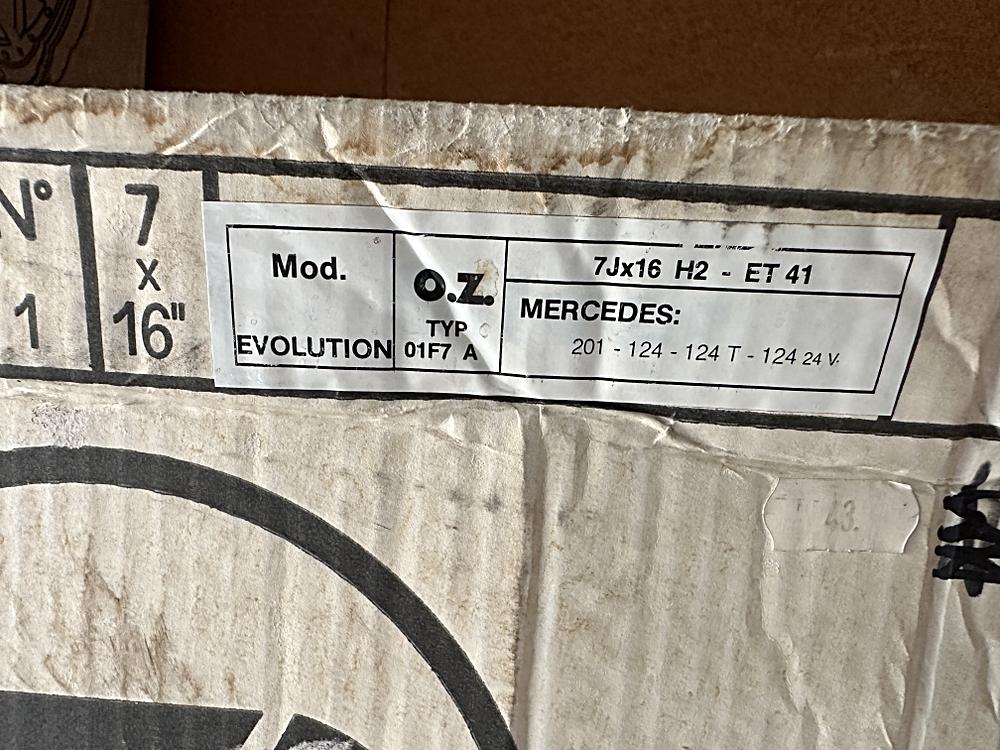 N°
1
7
x
16"
Mod.
EVOLUTION
O.Z.
TYP
01F7 A
7Jx16 H2 - ET 41
MERCEDES:
201 - 124 - 124 T - 124 24 V.
43.